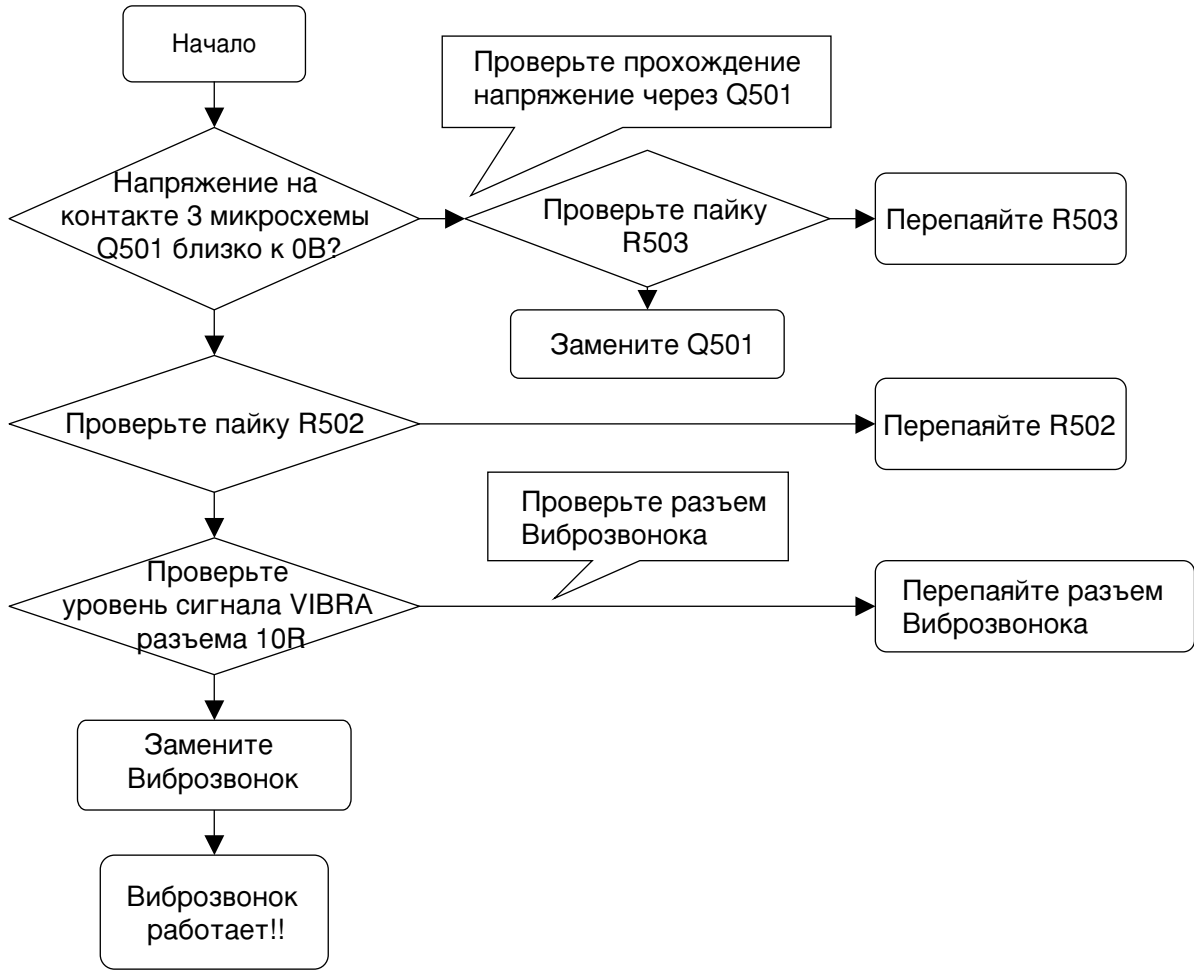 Начало
Проверьте прохождение
напряжение через Q501
Напряжение на
контакте 3 микросхемы
Q501 близко к 0В?
Проверьте пайку
R503
Перепаяйте R503
Замените Q501
Проверьте пайку R502
Перепаяйте R502
Проверьте разъем
Виброзвонока
Проверьте
уровень сигнала VIBRA
разъема 10R
Перепаяйте разъем
Виброзвонока
Замените
Виброзвонок
Виброзвонок
работает!!